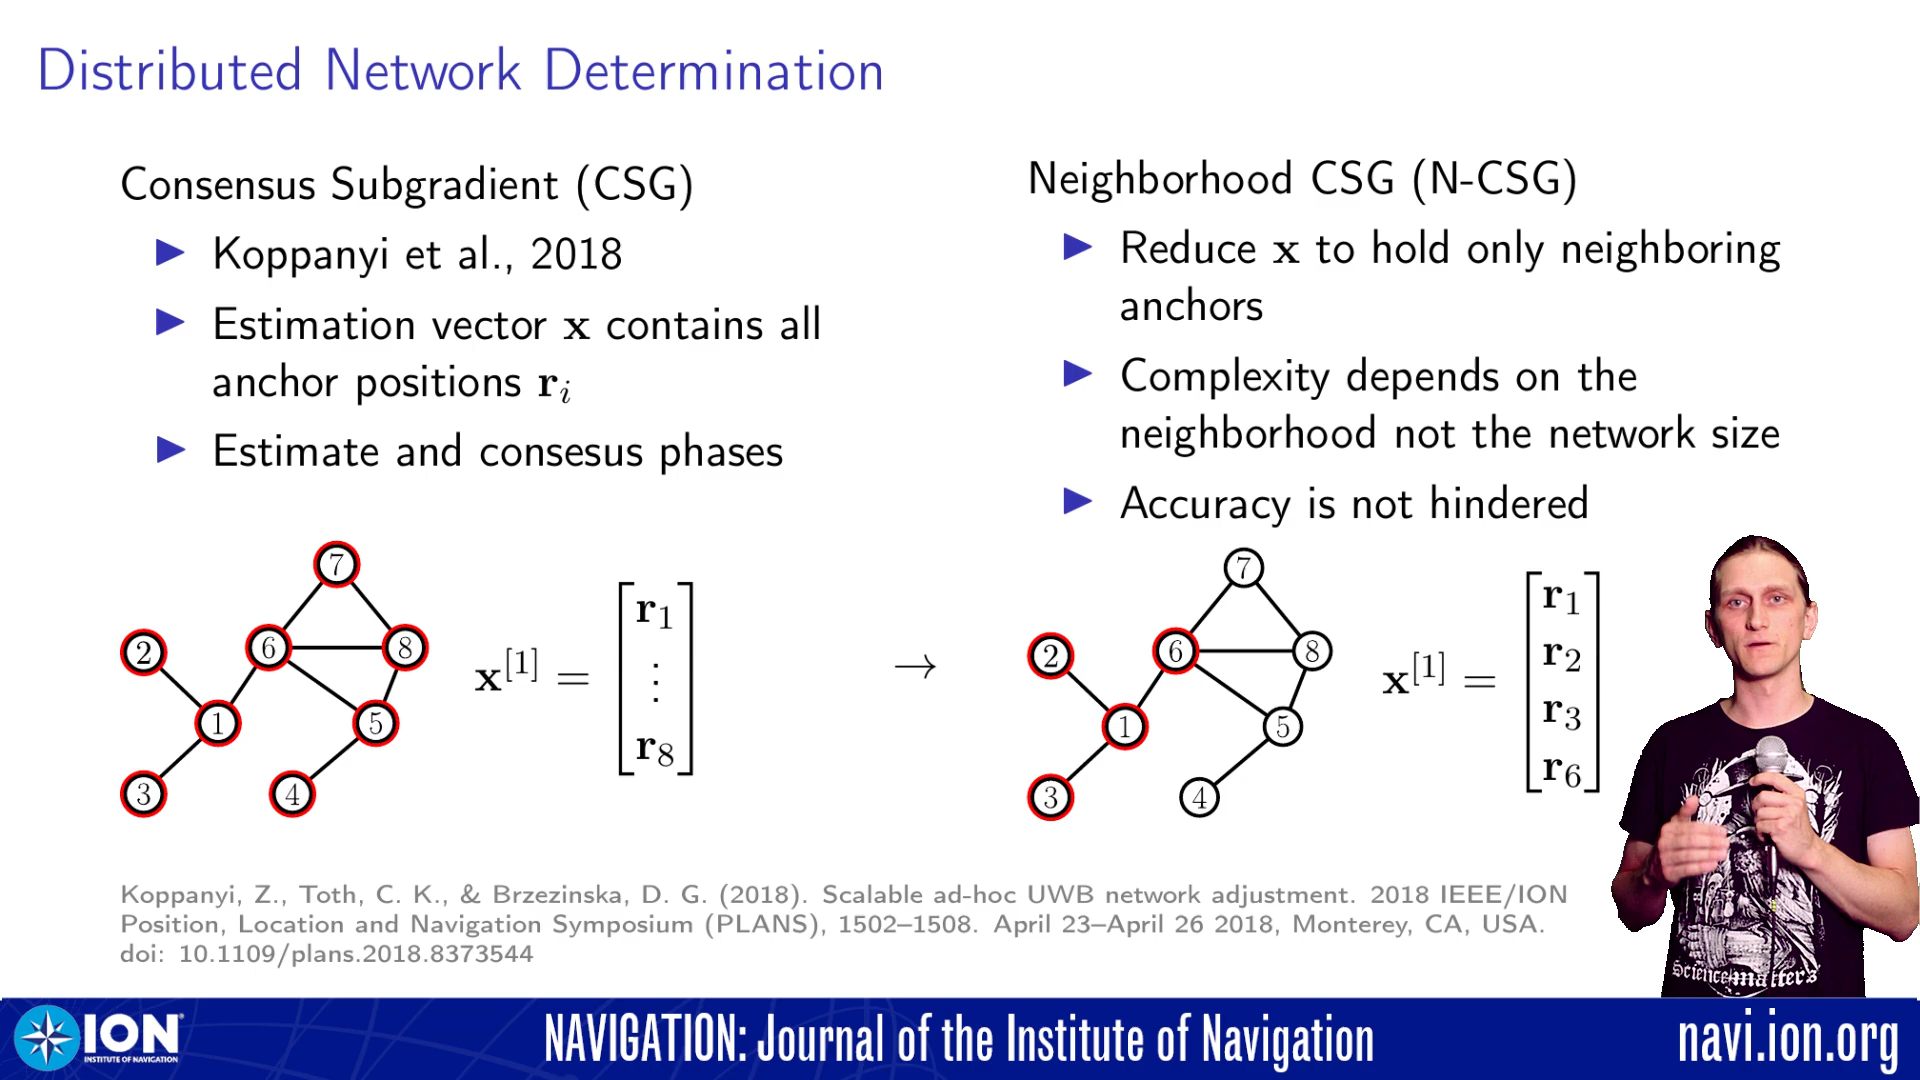 Distributed Network Determination
Consensus Subgradient (CSG)
▶ Koppanyi et al., 2018
▶ Estimation vector x contains all
anchor positions r_i
▶ Estimate and consesus phases
7
2
6
8
1
5
3
4
x^[1] = [r_1 ⋮ r_8]
→
Neighborhood CSG (N-CSG)
▶ Reduce x to hold only neighboring
anchors
▶ Complexity depends on the
neighborhood not the network size
▶ Accuracy is not hindered
7
2
6
8
1
5
3
4
x^[1] = [r_1 r_2 r_3 r_6]
Koppanyi, Z., Toth, C. K., & Brzezinska, D. G. (2018). Scalable ad-hoc UWB network adjustment. 2018 IEEE/ION
Position, Location and Navigation Symposium (PLANS), 1502–1508. April 23–April 26 2018, Monterey, CA, USA.
doi: 10.1109/plans.2018.8373544
Science matters
ION®
INSTITUTE OF NAVIGATION
NAVIGATION: Journal of the Institute of Navigation
navi.ion.org